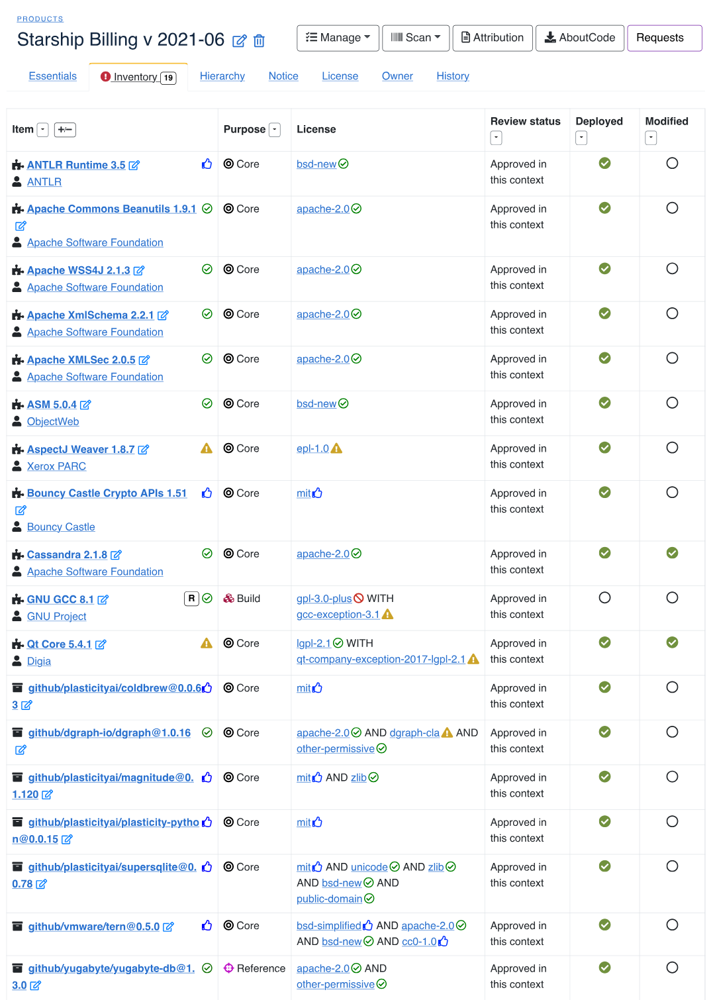 PRODUCTS
Starship Billing v 2021-06
Manage
Scan
Attribution
AboutCode
Requests
Essentials
Inventory 19
Hierarchy
Notice
License
Owner
History
Item +/−
Purpose
License
Review status
Deployed
Modified
ANTLR Runtime 3.5 Core bsd-new Approved in
ANTLR this context
Apache Commons Beanutils 1.9.1 Core apache-2.0 Approved in
this context
Apache Software Foundation
Apache WSS4J 2.1.3 Core apache-2.0 Approved in
Apache Software Foundation this context
Apache XmlSchema 2.2.1 Core apache-2.0 Approved in
Apache Software Foundation this context
Apache XMLSec 2.0.5 Core apache-2.0 Approved in
Apache Software Foundation this context
ASM 5.0.4 Core bsd-new Approved in
ObjectWeb this context
AspectJ Weaver 1.8.7 Core epl-1.0 Approved in
Xerox PARC this context
Bouncy Castle Crypto APIs 1.51 Core mit Approved in
this context
Bouncy Castle
Cassandra 2.1.8 Core apache-2.0 Approved in
Apache Software Foundation this context
GNU GCC 8.1 R Build gpl-3.0-plus WITH Approved in
GNU Project gcc-exception-3.1 this context
Qt Core 5.4.1 Core lgpl-2.1 WITH Approved in
Digia qt-company-exception-2017-lgpl-2.1 this context
github/plasticityai/coldbrew@0.0.6 Core mit Approved in
3 this context
github/dgraph-io/dgraph@1.0.16 Core apache-2.0 AND dgraph-cla AND Approved in
other-permissive this context
github/plasticityai/magnitude@0. Core mit AND zlib Approved in
1.120 this context
github/plasticityai/plasticity-pytho Core mit Approved in
n@0.0.15 this context
github/plasticityai/supersqlite@0. Core mit AND unicode AND zlib Approved in
0.78 AND bsd-new AND this context
public-domain
github/vmware/tern@0.5.0 Core bsd-simplified AND apache-2.0 Approved in
AND bsd-new AND cc0-1.0 this context
github/yugabyte/yugabyte-db@1. Reference apache-2.0 AND Approved in
3.0 other-permissive this context